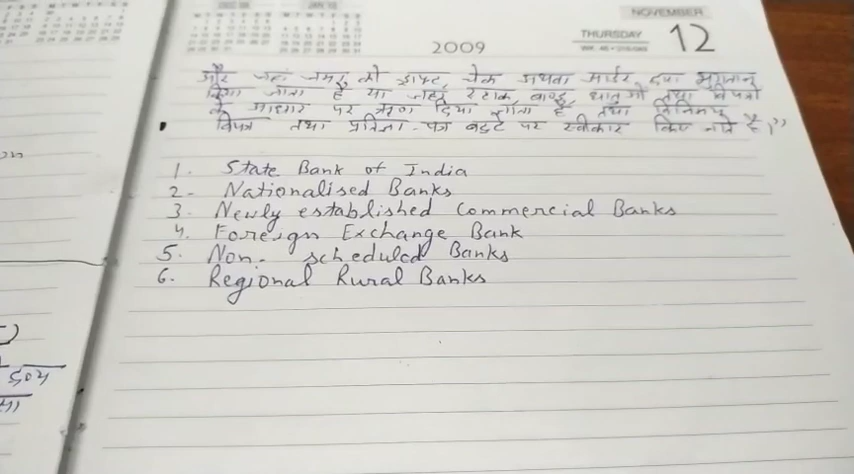 NOVEMBER
THURSDAY
12
2009
और जहाँ जमा की ड्राफ्ट, चेक अथवा आर्डर द्वारा भुगतान
किया जाता है या जहाँ स्टाक, बाण्ड, धातुओं तथा विपत्रों
के आधार पर ऋण दिया जाता है तथा विनिमय
विपत्र तथा प्रतिज्ञा-पत्र बट्टे पर स्वीकार किए जाते है,"
1. State Bank of India
2- Nationalised Banks
3. Newly established Commercial Banks
4. Foreign Exchange Bank
5. Non- scheduled Banks
6. Regional Rural Banks